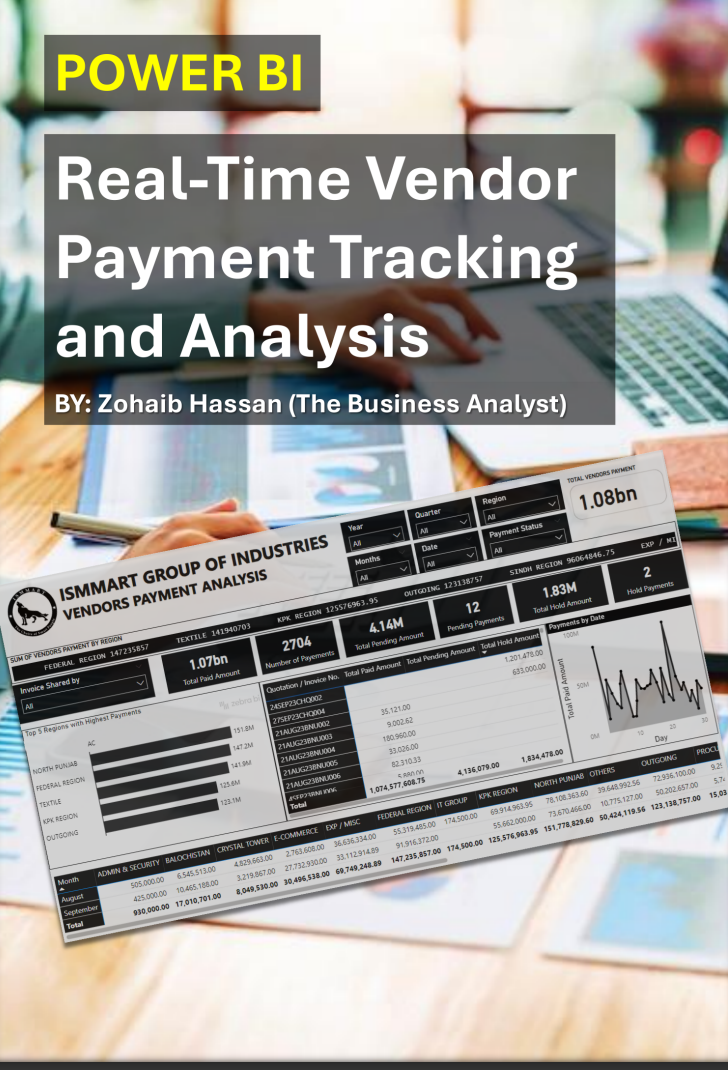 POWER BI
Real-Time Vendor
Payment Tracking
and Analysis
BY: Zohaib Hassan (The Business Analyst)
ISMMART GROUP OF INDUSTRIES
VENDORS PAYMENT ANALYSIS
Year
All
Quarter
All
Region
All
Months
All
Date
All
Payment Status
All
TOTAL VENDORS PAYMENT
1.08bn
SUM OF VENDORS PAYMENT BY REGION
FEDERAL REGION 147235857 TEXTILE 141940703 KPK REGION 125576963.95 OUTGOING 123138757 SINDH REGION 96064846.75 EXP / MI
Invoice Shared by
All
1.07bn
Total Paid Amount
2704
Number of Payements
4.14M
Total Pending Amount
12
Pending Payments
1.83M
Total Hold Amount
2
Hold Payments
Top 5 Regions with Highest Payments
AC
NORTH PUNJAB 151.8M
FEDERAL REGION 147.2M
TEXTILE 141.9M
KPK REGION 125.6M
OUTGOING 123.1M
Quotation / Invoice No. Total Paid Amount Total Pending Amount Total Hold Amount
24SEP23CHQ002 1,201,478.00
27SEP23CHQ004 633,000.00
21AUG23BNU002 35,121.00
21AUG23BNU003 9,002.62
21AUG23BNU004 180,960.00
21AUG23BNU005 33,026.00
21AUG23BNU006 82,310.33
Total 1,074,577,608.75 4,136,079.00 1,834,478.00
Payments by Date
Total Paid Amount
100M
50M
0M
10 20 30
Day
Month ADMIN & SECURITY BALOCHISTAN CRYSTAL TOWER E-COMMERCE EXP / MISC FEDERAL REGION IT GROUP KPK REGION NORTH PUNJAB OTHERS OUTGOING PROCU
August 505,000.00 6,545,513.00 4,829,663.00 2,763,608.00 36,636,334.00 55,319,485.00 174,500.00 69,914,963.95 78,108,363.60 39,648,992.56 72,936,100.00
September 425,000.00 10,465,188.00 3,219,867.00 27,732,930.00 33,112,914.89 91,916,372.00 55,662,000.00 73,670,466.00 10,775,127.00 50,202,657.00
Total 930,000.00 17,010,701.00 8,049,530.00 30,496,538.00 69,749,248.89 147,235,857.00 174,500.00 125,576,963.95 151,778,829.60 50,424,119.56 123,138,757.00 15,03